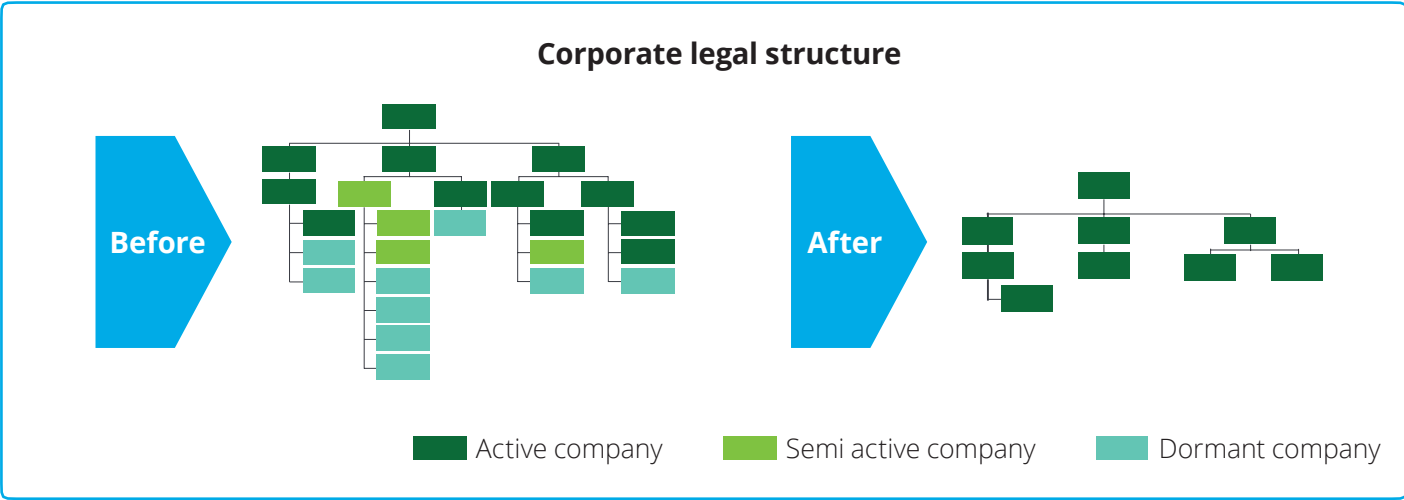 Corporate legal structure
Before
After
Active company
Semi active company
Dormant company